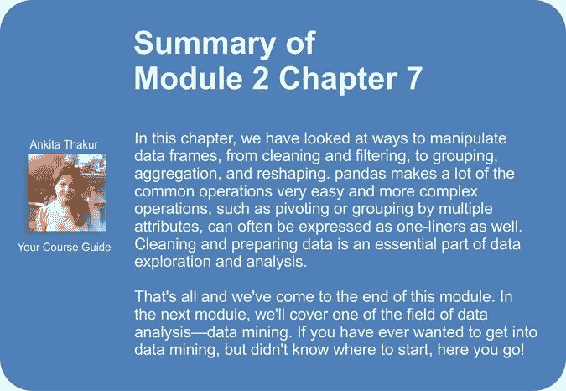 Summary of
Module 2 Chapter 7
Ankita Thakur
Your Course Guide
In this chapter, we have looked at ways to manipulate
data frames, from cleaning and filtering, to grouping,
aggregation, and reshaping. pandas makes a lot of the
common operations very easy and more complex
operations, such as pivoting or grouping by multiple
attributes, can often be expressed as one-liners as well.
Cleaning and preparing data is an essential part of data
exploration and analysis.
That's all and we've come to the end of this module. In
the next module, we'll cover one of the field of data
analysis—data mining. If you have ever wanted to get into
data mining, but didn't know where to start, here you go!